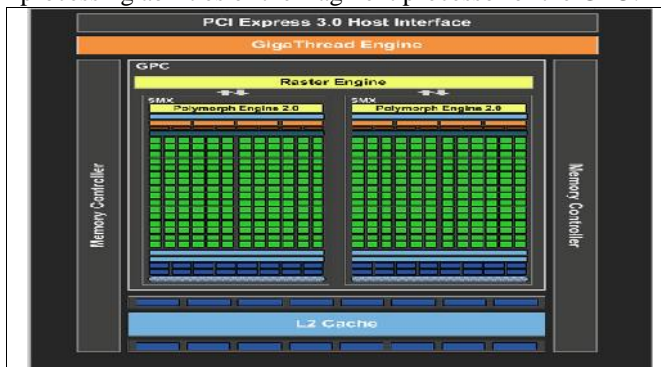 PCI Express 3.0 Host Interface
GigaThread Engine
GPC
Raster Engine
SMX
Polymorph Engine 2.0
SMX
Polymorph Engine 2.0
Memory Controller
Memory Controller
L2 Cache